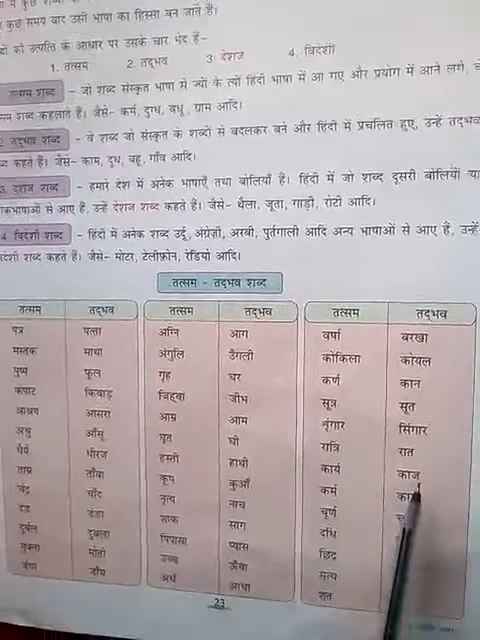 कुछ समय बाद उसी भाषा का हिस्सा बन जाते हैं।
उत्पत्ति के आधार पर उसके चार भेद हैं–
1. तत्सम 2. तद्भव 3. देशज 4. विदेशी
तत्सम शब्द – जो शब्द संस्कृत भाषा में ज्यों के त्यों हिंदी भाषा में आ गए और प्रयोग में आने लगे,
शब्द कहलाते हैं। जैसे– कर्म, दुग्ध, वधू, ग्राम आदि।
2. तद्भव शब्द – वे शब्द जो संस्कृत के शब्दों से बदलकर बने और हिंदी में प्रचलित हुए, उन्हें तद्भव
कहते हैं। जैसे– काम, दूध, बहू, गाँव आदि।
3. देशज शब्द – हमारे देश में अनेक भाषाएँ तथा बोलियाँ हैं। हिंदी में जो शब्द दूसरी बोलियों
से आए हैं, उन्हें देशज शब्द कहते हैं। जैसे– थैला, जूता, गाड़ी, रोटी आदि।
4. विदेशी शब्द – हिंदी में अनेक शब्द उर्दू, अंग्रेज़ी, अरबी, पुर्तगाली आदि अन्य भाषाओं से आए हैं, उन्हें
शब्द कहते हैं। जैसे– मोटर, टेलीफ़ोन, रेडियो आदि।
तत्सम - तद्भव शब्द
तत्सम तद्भव तत्सम तद्भव तत्सम तद्भव
पत्र पत्ता अग्नि आग वर्षा बरखा
मस्तक माथा अंगुलि उँगली कोकिला कोयल
पुष्प फूल गृह घर कर्ण कान
कपाट किवाड़ जिह्वा जीभ सूत्र सूत
आश्रय आसरा आम्र आम शृंगार सिंगार
अश्रु आँसू घृत घी रात्रि रात
धैर्य धीरज हस्ती हाथी कार्य काज
ताम्र ताँबा कूप कुआँ कर्म
चंद्र चाँद नृत्य नाच चूर्ण
दंड डंडा शाक साग दधि
दुर्बल दुबला पिपासा प्यास छिद्र
मोती उच्च ऊँचा सत्य
जंघा जाँघ अर्ध आधा शत
23